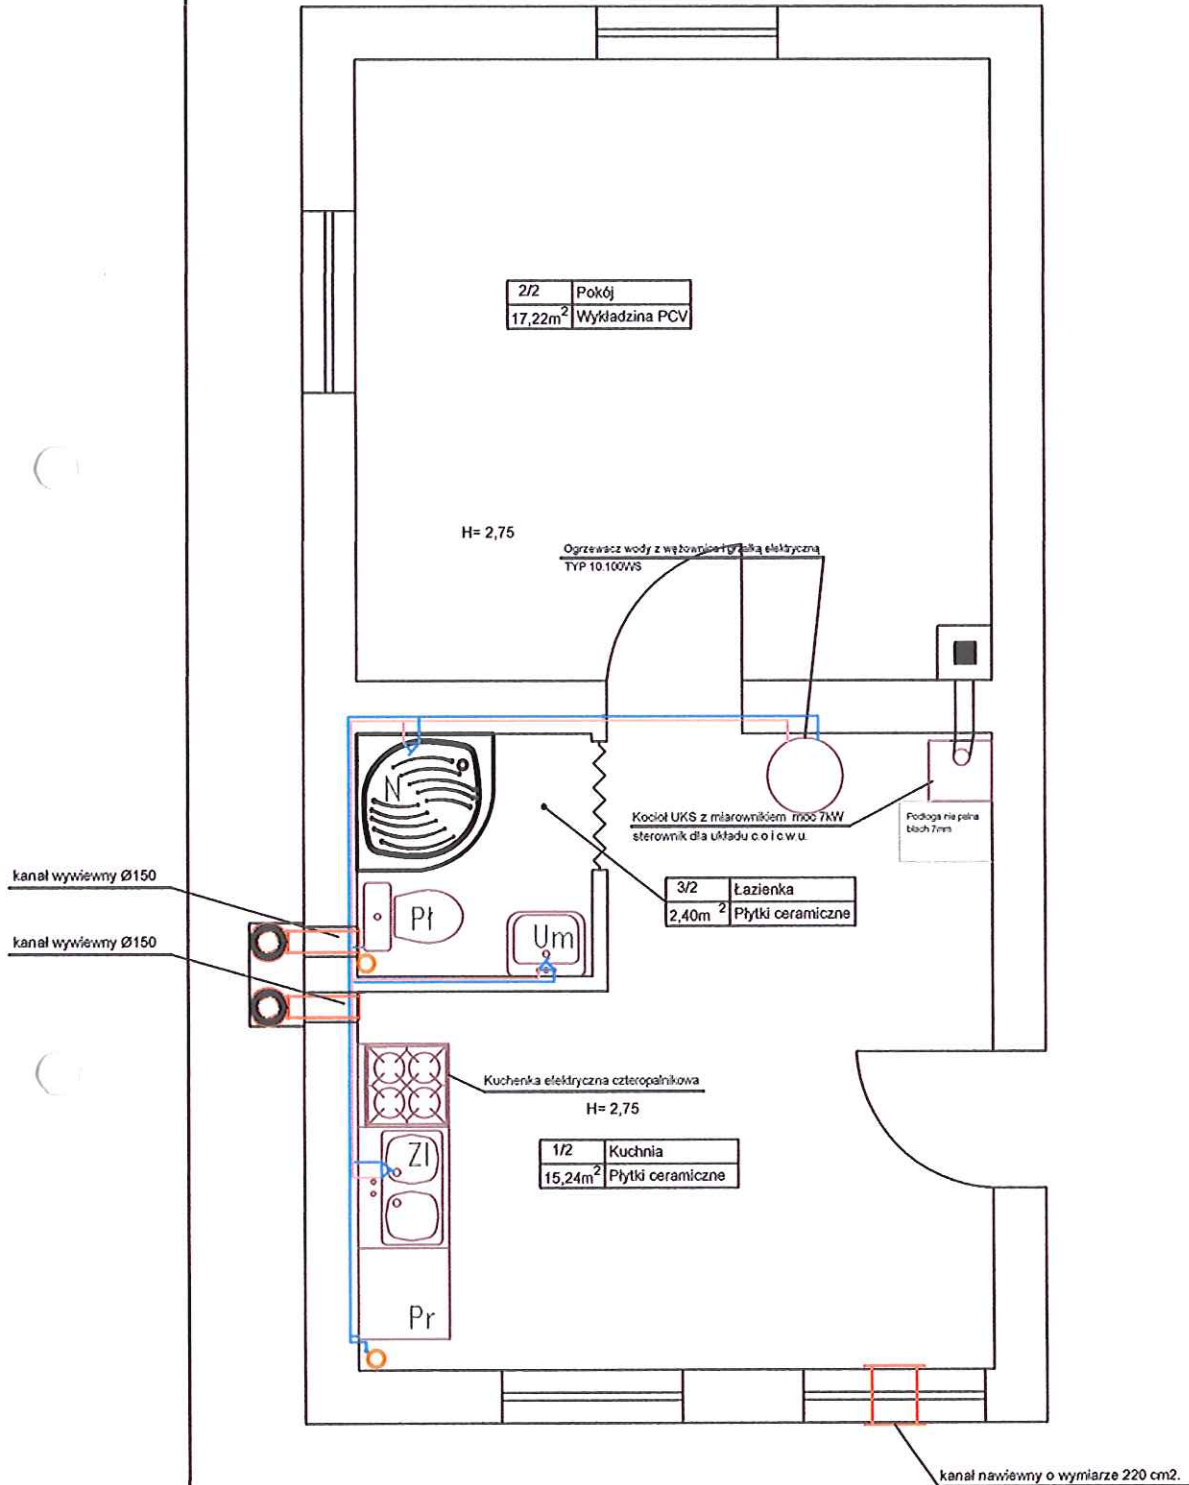 2/2 Pokój
17,22m² Wykładzina PCV
H= 2,75
Ogrzewacz wody z wężownicą i grzałką elektryczną
TYP 10.100WS
Kocioł UKS z miarownikiem moc 7kW
sterownik dla układu c.o i c.w.u.
Podłoga nie palna
blach 7mm
N
3/2 Łazienka
2,40m² Płytki ceramiczne
kanał wywiewny Ø150
Pł
Um
kanał wywiewny Ø150
Kuchenka elektryczna czteropalnikowa
H= 2,75
Zl
1/2 Kuchnia
15,24m² Płytki ceramiczne
Pr
kanał nawiewny o wymiarze 220 cm2.